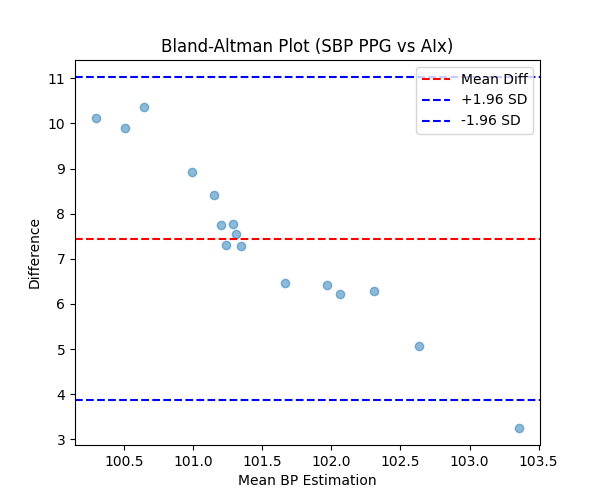 Bland-Altman Plot (SBP PPG vs AIx)
Mean Diff
+1.96 SD
-1.96 SD
11
10
9
8
7
6
5
4
3
Difference
100.5 101.0 101.5 102.0 102.5 103.0 103.5
Mean BP Estimation